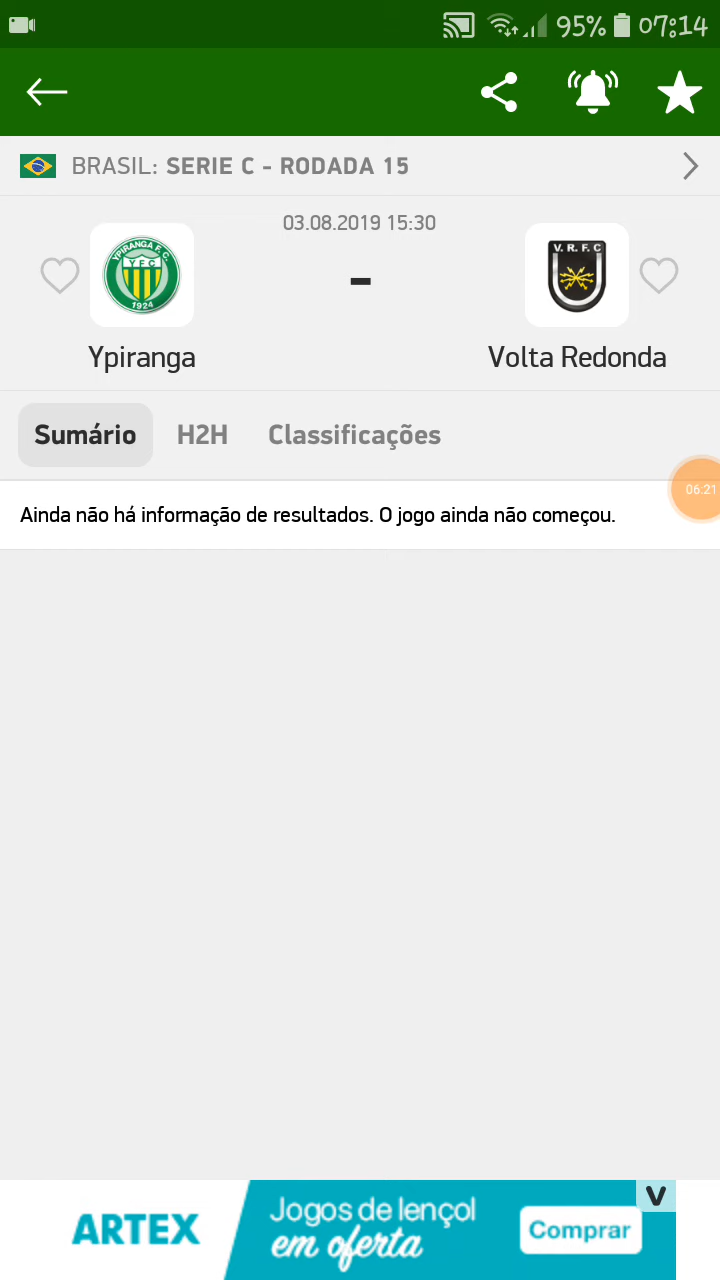 95% 07:14
BRASIL: SERIE C - RODADA 15
03.08.2019 15:30
YPIRANGA F.C.
YFC
1924
V.R.F.C
-
Ypiranga
Volta Redonda
Sumário H2H Classificações
06:21
Ainda não há informação de resultados. O jogo ainda não começou.
ARTEX
Jogos de lençol
em oferta
Comprar
V